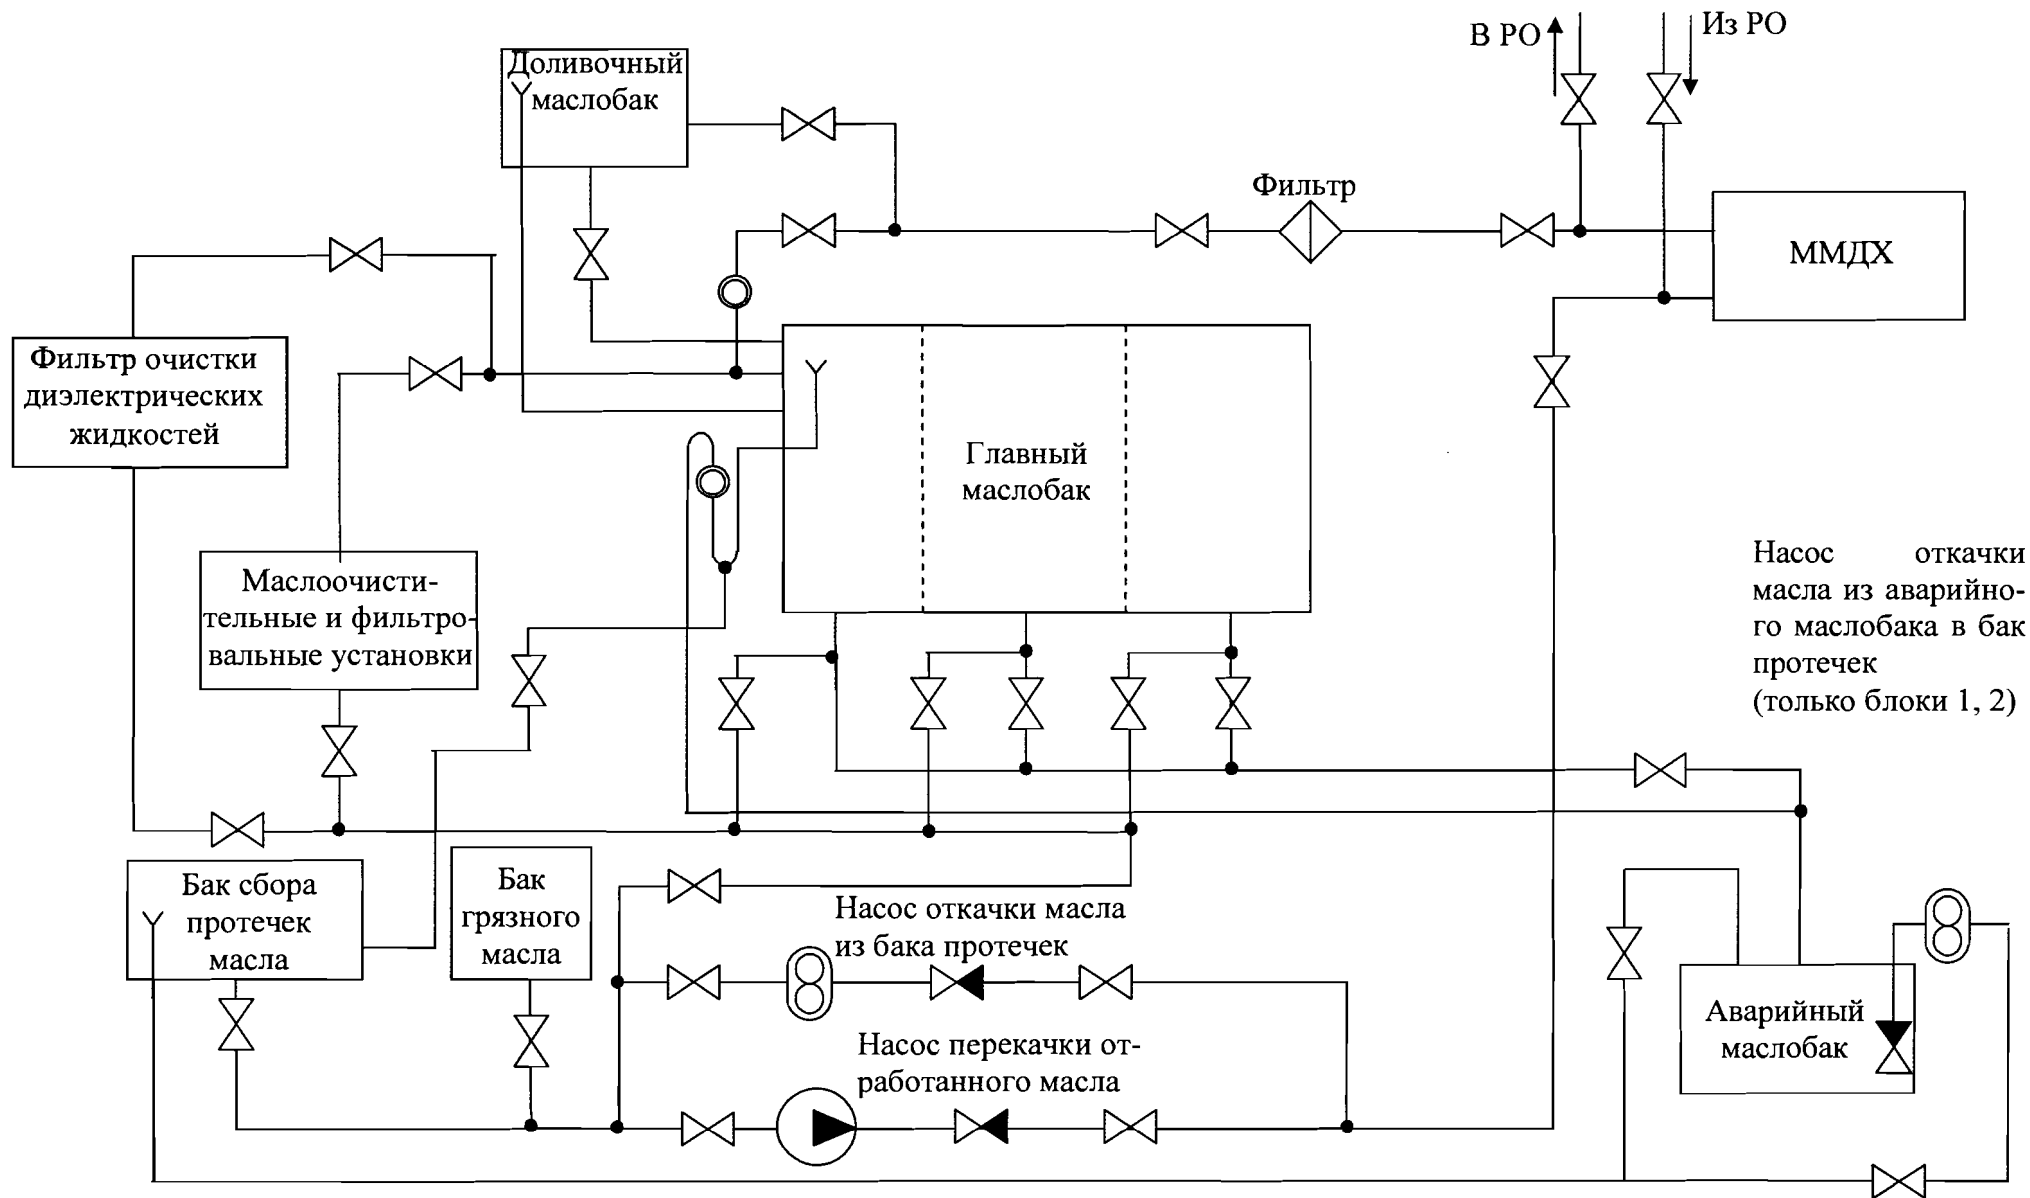 В РО
Из РО
Доливочный
маслобак
Фильтр
ММДХ
Фильтр очистки
диэлектрических
жидкостей
Главный
маслобак
Маслоочисти-
тельные и фильтро-
вальные установки
Насос откачки
масла из аварийно-
го маслобака в бак
протечек
(только блоки 1, 2)
Бак сбора
протечек
масла
Бак
грязного
масла
Насос откачки масла
из бака протечек
Насос перекачки от-
работанного масла
Аварийный
маслобак